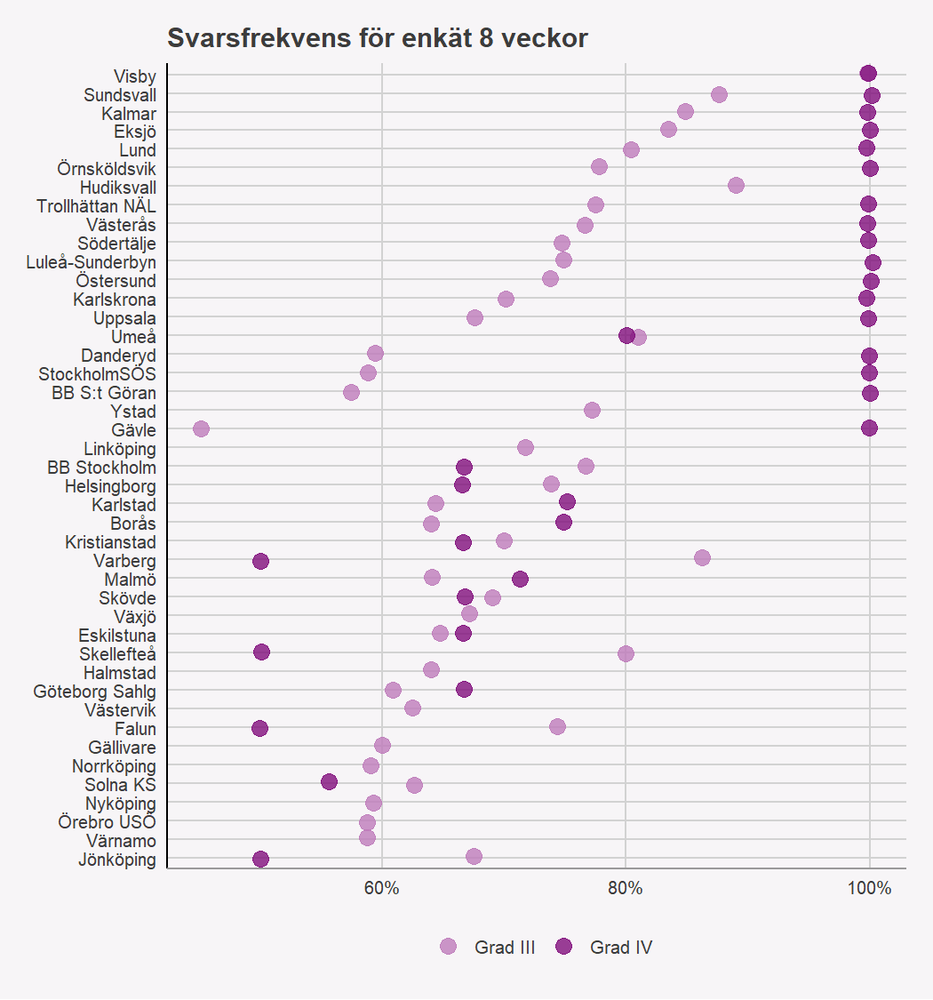 Svarsfrekvens för enkät 8 veckor
Visby
Sundsvall
Kalmar
Eksjö
Lund
Örnsköldsvik
Hudiksvall
Trollhättan NÄL
Västerås
Södertälje
Luleå-Sunderbyn
Östersund
Karlskrona
Uppsala
Umeå
Danderyd
StockholmSÖS
BB S:t Göran
Ystad
Gävle
Linköping
BB Stockholm
Helsingborg
Karlstad
Borås
Kristianstad
Varberg
Malmö
Skövde
Växjö
Eskilstuna
Skellefteå
Halmstad
Göteborg Sahlg
Västervik
Falun
Gällivare
Norrköping
Solna KS
Nyköping
Örebro USÖ
Värnamo
Jönköping
60% 80% 100%
Grad III Grad IV